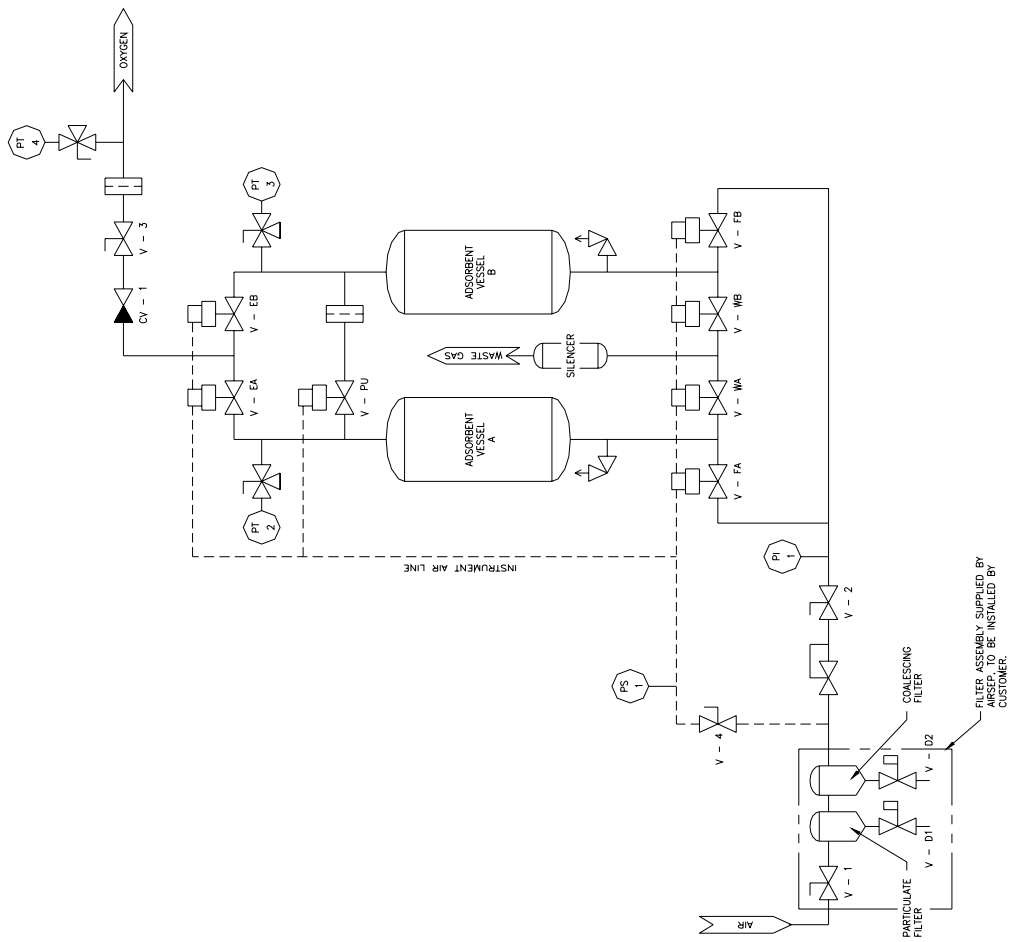 OXYGEN
PT
4
V - 3
CV - 1
PT
3
V - EB
V - EA
V - PU
PT
2
ADSORBENT
VESSEL
B
ADSORBENT
VESSEL
A
WASTE GAS
SILENCER
V - FB
V - WB
V - WA
V - FA
INSTRUMENT AIR LINE
PI
1
V - 2
PS
1
V - 4
COALESCING
FILTER
FILTER ASSEMBLY SUPPLIED BY
AIRSEP, TO BE INSTALLED BY
CUSTOMER.
V - D2
V - D1
V - 1
PARTICULATE
FILTER
AIR